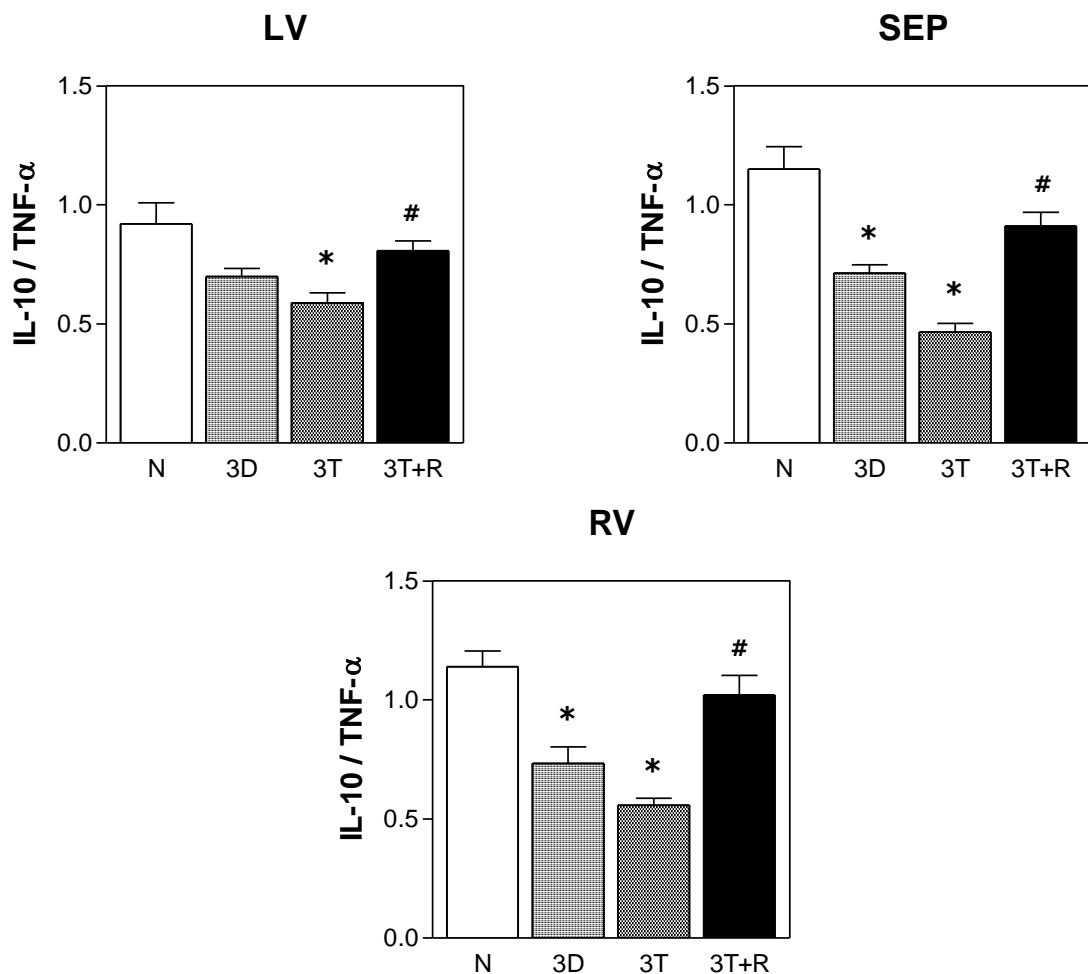 LV
IL-10 / TNF-α
1.5
1.0
0.5
0.0
*
#
N 3D 3T 3T+R
SEP
IL-10 / TNF-α
1.5
1.0
0.5
0.0
*
*
#
N 3D 3T 3T+R
RV
IL-10 / TNF-α
1.5
1.0
0.5
0.0
*
*
#
N 3D 3T 3T+R